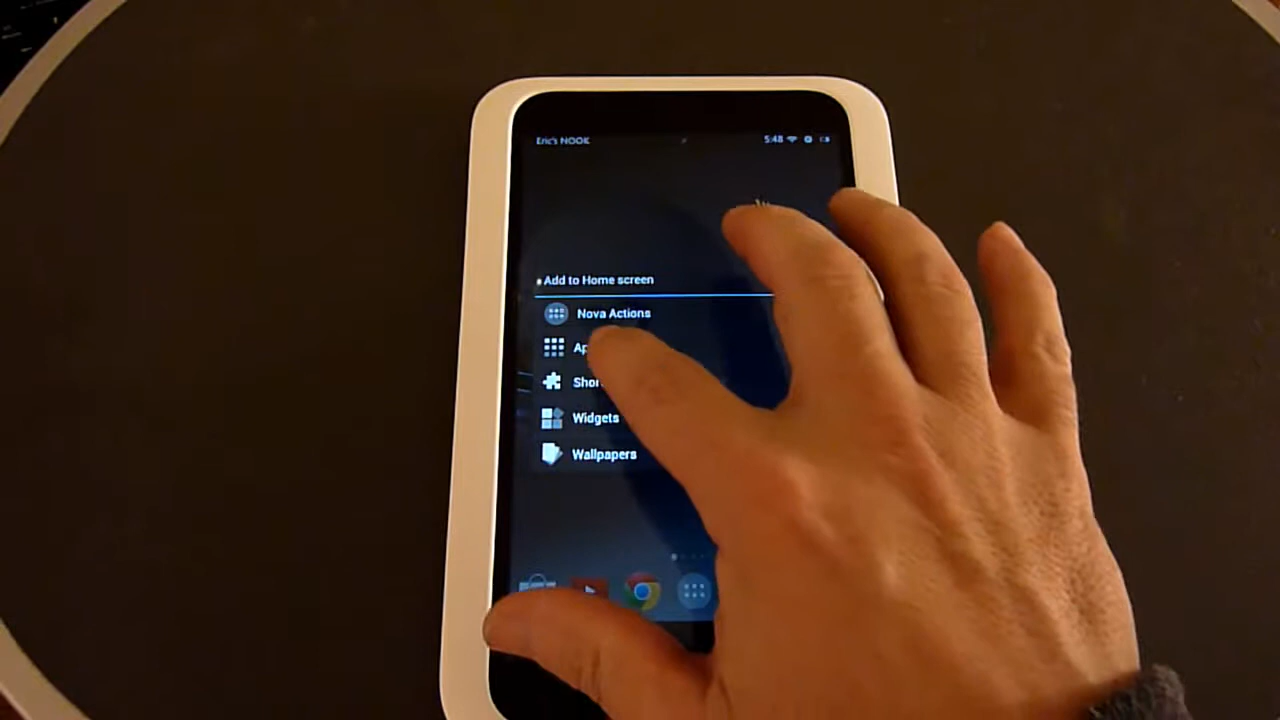 Eric's NOOK 5:48
Add to Home screen
Nova Actions
Widgets
Wallpapers